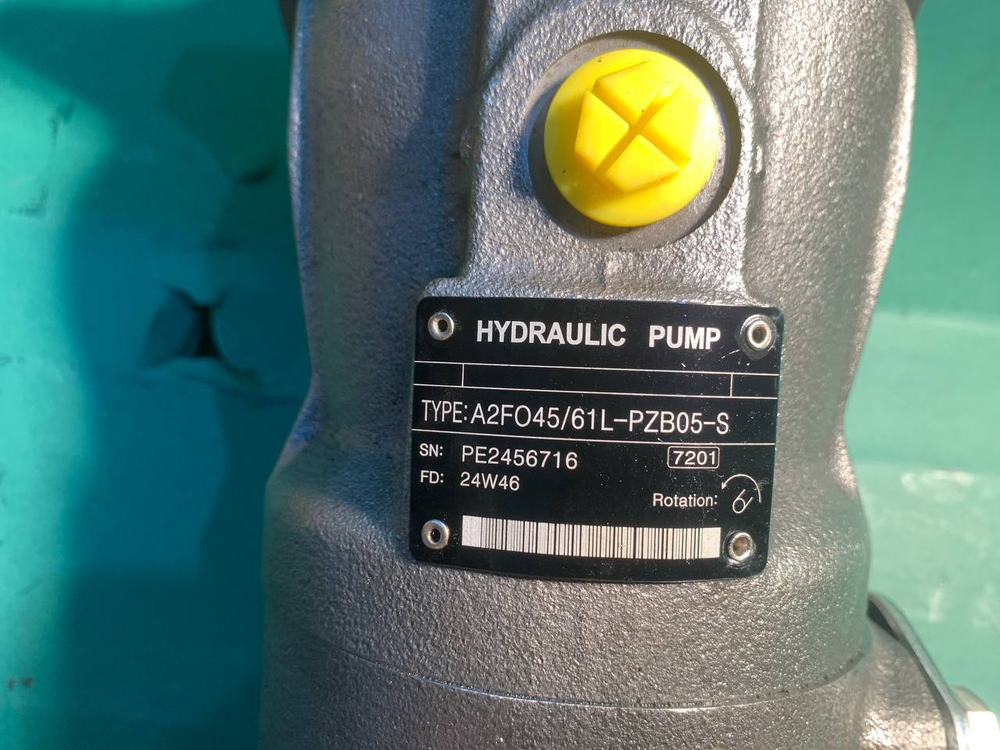 HYDRAULIC PUMP
TYPE: A2FO45/61L-PZB05-S
SN: PE2456716 7201
FD: 24W46
Rotation: